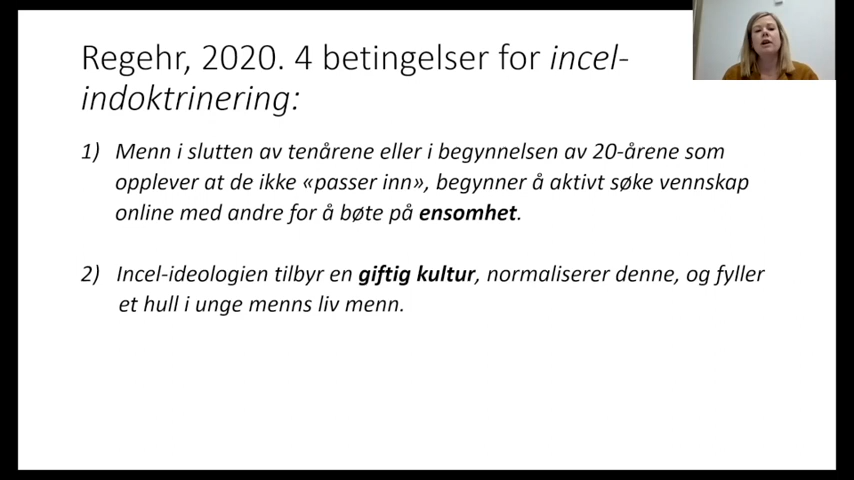 Regehr, 2020. 4 betingelser for incel-
indoktrinering:
1) Menn i slutten av tenårene eller i begynnelsen av 20-årene som
opplever at de ikke «passer inn», begynner å aktivt søke vennskap
online med andre for å bøte på ensomhet.
2) Incel-ideologien tilbyr en giftig kultur, normaliserer denne, og fyller
et hull i unge menns liv menn.